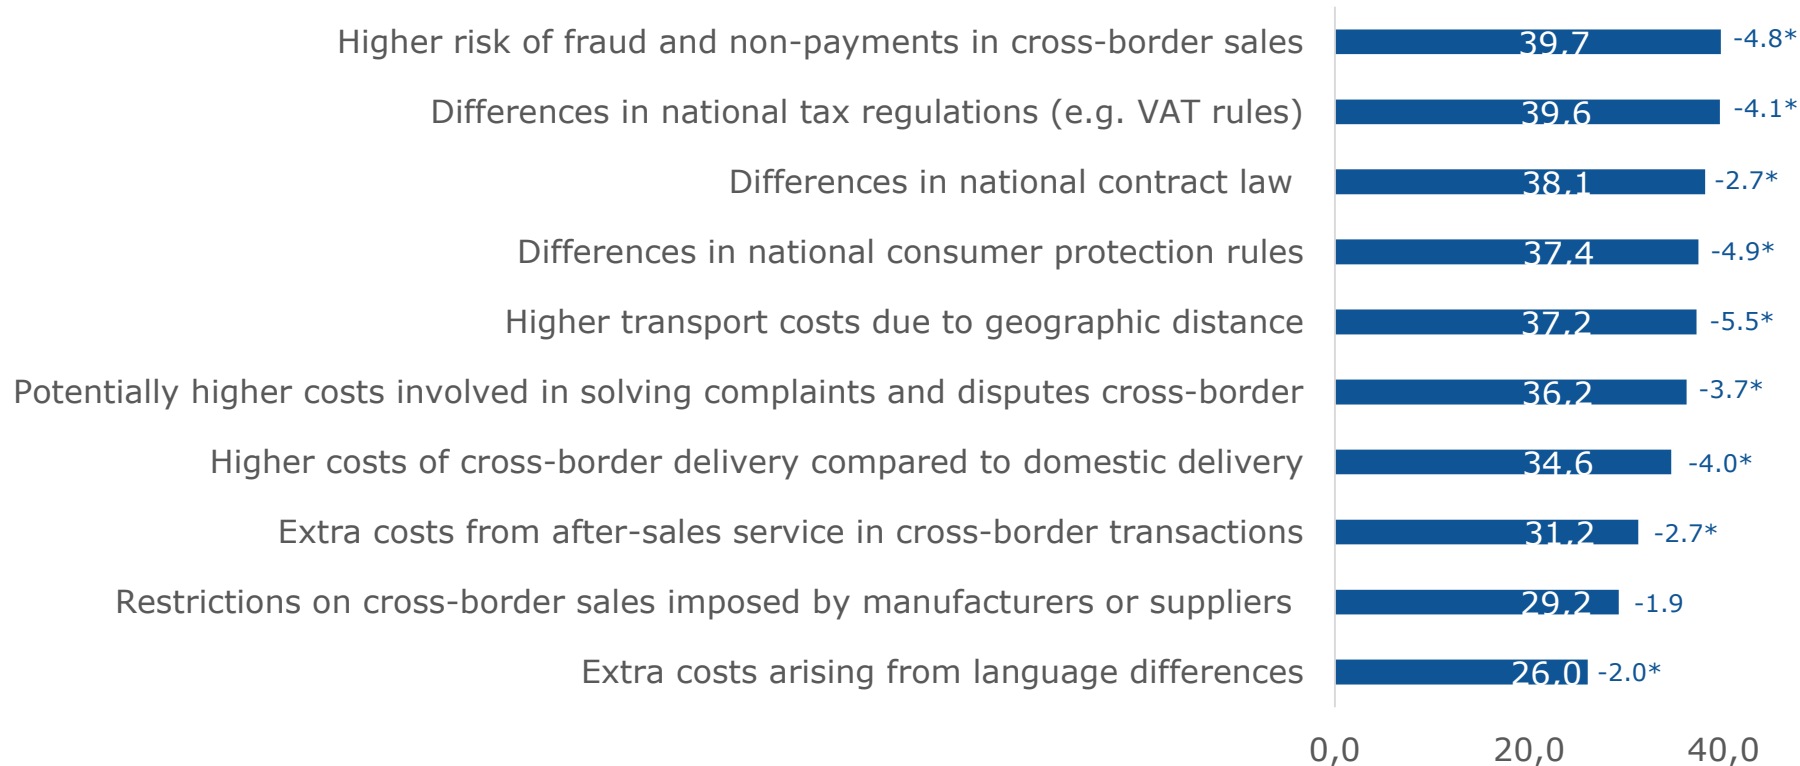 Higher risk of fraud and non-payments in cross-border sales 39,7 -4.8*
Differences in national tax regulations (e.g. VAT rules) 39,6 -4.1*
Differences in national contract law 38,1 -2.7*
Differences in national consumer protection rules 37,4 -4.9*
Higher transport costs due to geographic distance 37,2 -5.5*
Potentially higher costs involved in solving complaints and disputes cross-border 36,2 -3.7*
Higher costs of cross-border delivery compared to domestic delivery 34,6 -4.0*
Extra costs from after-sales service in cross-border transactions 31,2 -2.7*
Restrictions on cross-border sales imposed by manufacturers or suppliers 29,2 -1.9
Extra costs arising from language differences 26,0 -2.0*
0,0 20,0 40,0